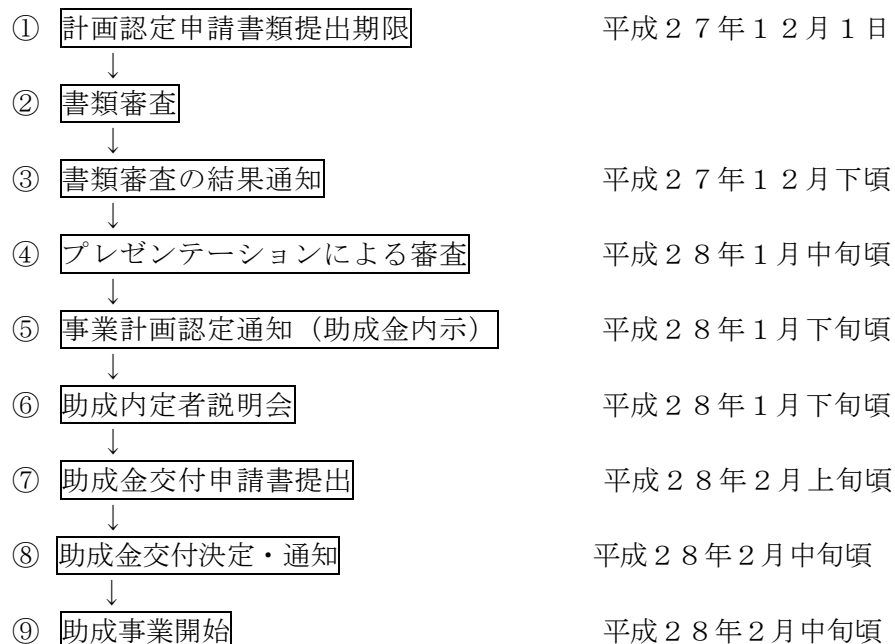 ① 計画認定申請書類提出期限 平成２７年１２月１日
↓
② 書類審査
↓
③ 書類審査の結果通知 平成２７年１２月下頃
↓
④ プレゼンテーションによる審査 平成２８年１月中旬頃
↓
⑤ 事業計画認定通知（助成金内示） 平成２８年１月下旬頃
↓
⑥ 助成内定者説明会 平成２８年１月下旬頃
↓
⑦ 助成金交付申請書提出 平成２８年２月上旬頃
↓
⑧ 助成金交付決定・通知 平成２８年２月中旬頃
↓
⑨ 助成事業開始 平成２８年２月中旬頃